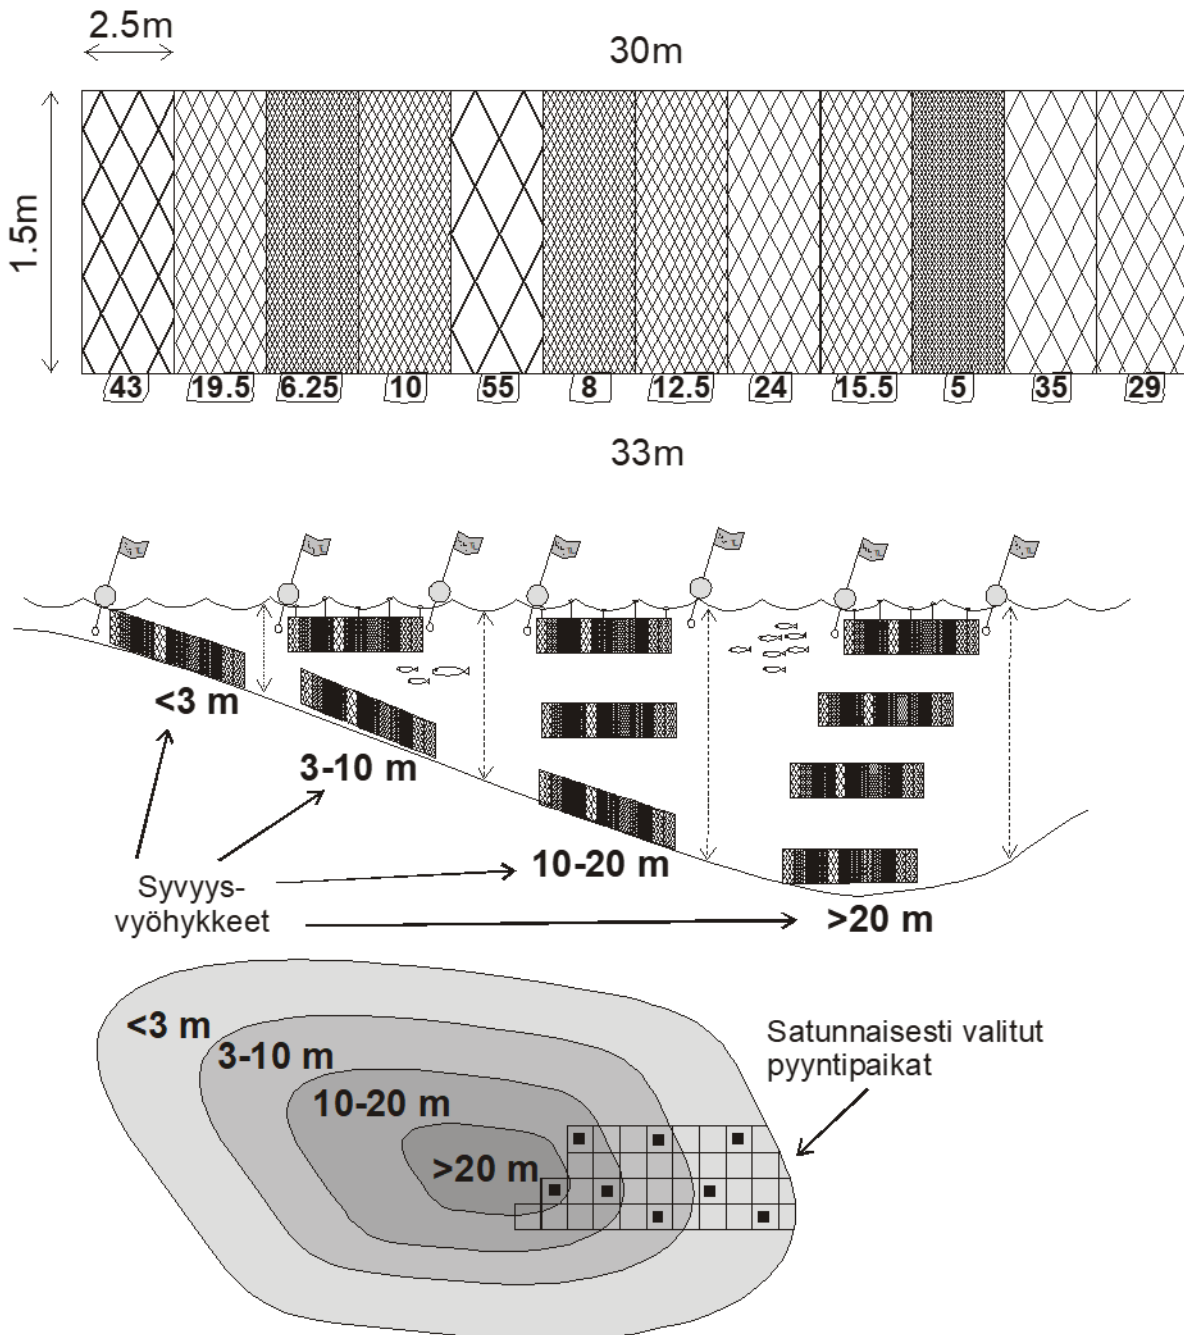 2.5m
30m
1.5m
43 19.5 6.25 10 55 8 12.5 24 15.5 5 35 29
33m
<3 m
3-10 m
10-20 m
>20 m
Syvyys-
vyöhykkeet
<3 m
3-10 m
10-20 m
>20 m
Satunnaisesti valitut
pyyntipaikat